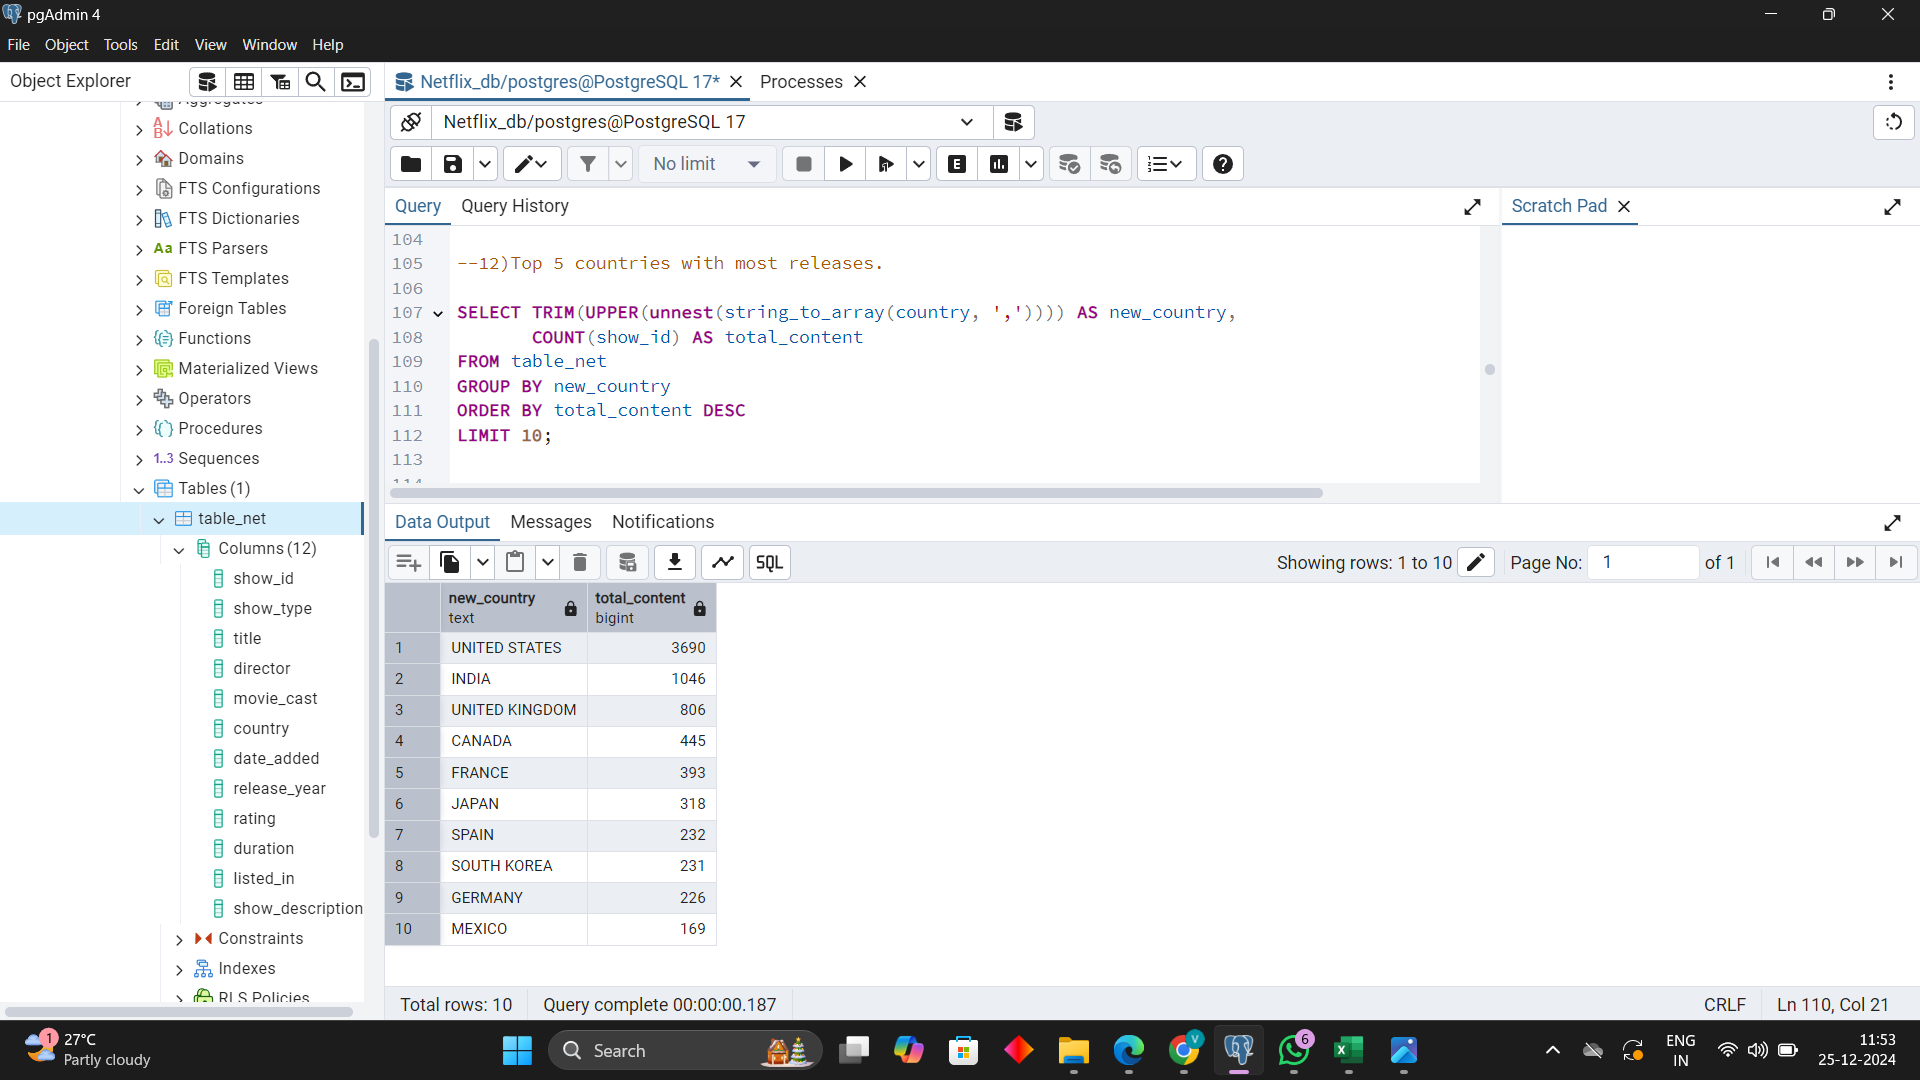 pgAdmin 4
File Object Tools Edit View Window Help
Object Explorer
Netflix_db/postgres@PostgreSQL 17* Processes
Aggregates
Collations
Domains
FTS Configurations
FTS Dictionaries
Aa FTS Parsers
FTS Templates
Foreign Tables
Functions
Materialized Views
Operators
Procedures
1..3 Sequences
Tables (1)
table_net
Columns (12)
show_id
show_type
title
director
movie_cast
country
date_added
release_year
rating
duration
listed_in
show_description
Constraints
Indexes
RLS Policies
Netflix_db/postgres@PostgreSQL 17
No limit
E
Query Query History
Scratch Pad
104
105 --12)Top 5 countries with most releases.
106
107 SELECT TRIM(UPPER(unnest(string_to_array(country, ',')))) AS new_country,
108 COUNT(show_id) AS total_content
109 FROM table_net
110 GROUP BY new_country
111 ORDER BY total_content DESC
112 LIMIT 10;
113
114
Data Output Messages Notifications
SQL
Showing rows: 1 to 10 Page No: 1 of 1
new_country total_content
text bigint
1 UNITED STATES 3690
2 INDIA 1046
3 UNITED KINGDOM 806
4 CANADA 445
5 FRANCE 393
6 JAPAN 318
7 SPAIN 232
8 SOUTH KOREA 231
9 GERMANY 226
10 MEXICO 169
Total rows: 10 Query complete 00:00:00.187 CRLF Ln 110, Col 21
1
27°C
Partly cloudy
Search
V
6
ENG
IN
11:53
25-12-2024